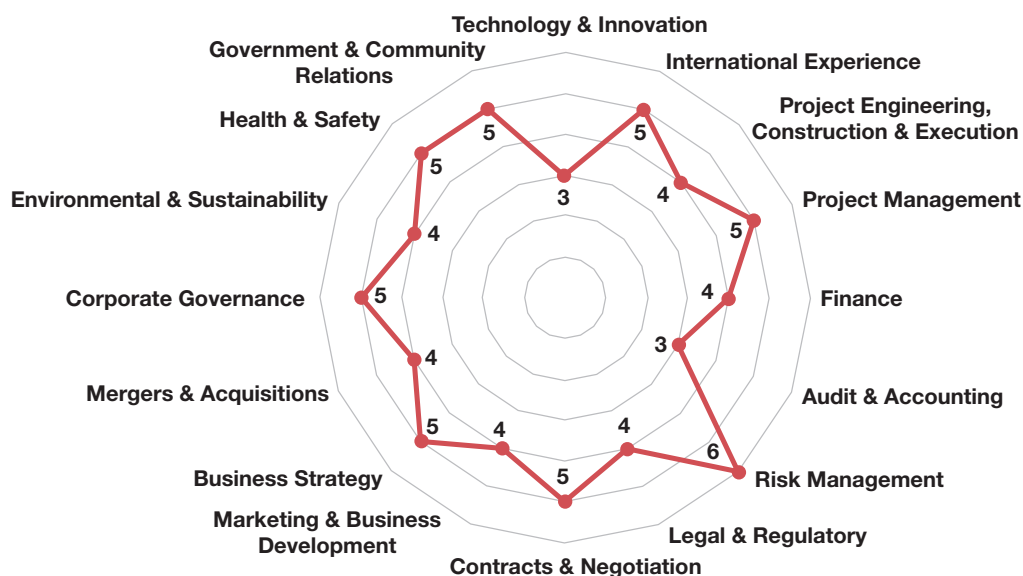 Technology & Innovation
International Experience
Project Engineering,
Construction & Execution
Project Management
Finance
Audit & Accounting
Risk Management
Legal & Regulatory
Contracts & Negotiation
Marketing & Business
Development
Business Strategy
Mergers & Acquisitions
Corporate Governance
Environmental & Sustainability
Health & Safety
Government & Community
Relations
3
5
4
5
4
3
6
4
5
4
5
4
5
4
5
5